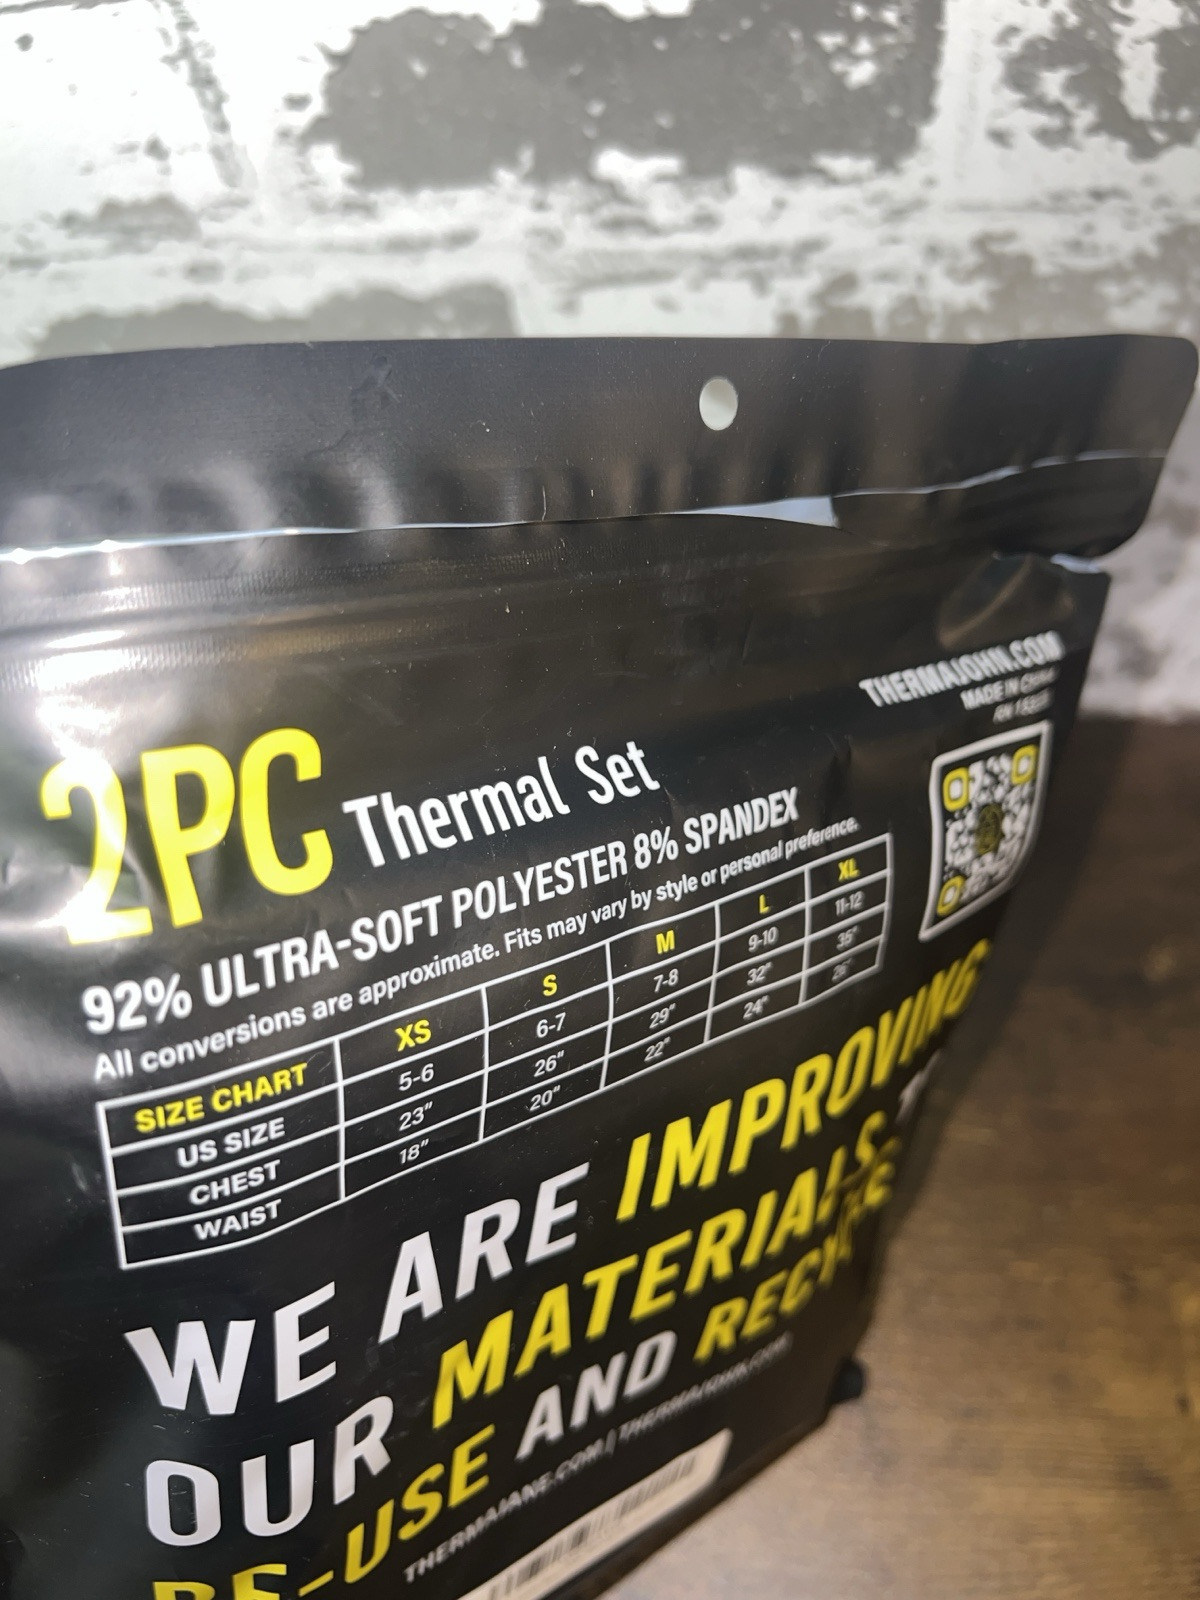 THERMAJOHN.COM
MADE IN CHINA
2PC Thermal Set
92% ULTRA-SOFT POLYESTER 8% SPANDEX
All conversions are approximate. Fits may vary by style or personal preference.
SIZE CHART XS S M L XL
US SIZE 5-6 6-7 7-8 9-10 11-12
CHEST 23" 26" 29" 32" 35"
WAIST 18" 20" 22" 24"
WE ARE IMPROVING
OUR MATERIALS.
RE-USE AND
THERMAJANE.COM | THERMAJOHN.COM